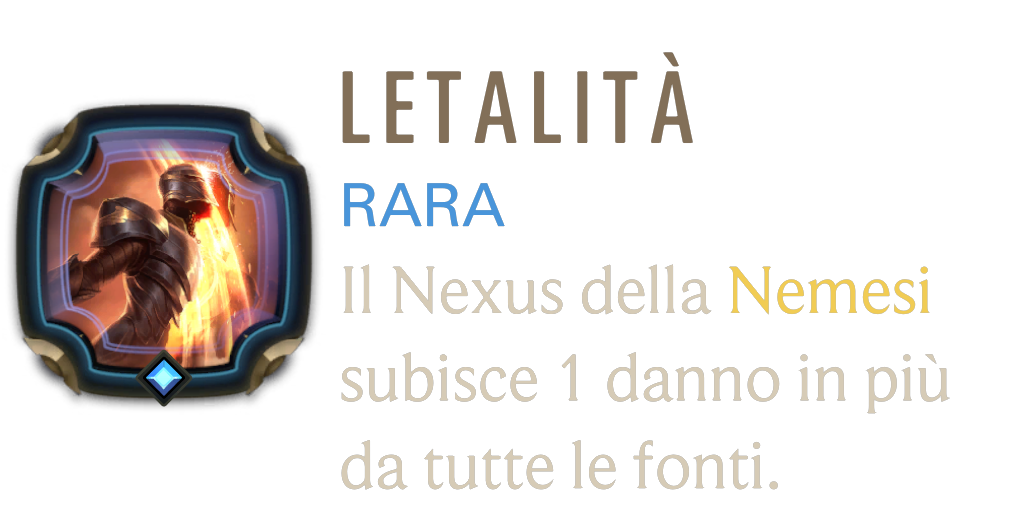 LETALITÀ
RARA
Il Nexus della Nemesi
subisce 1 danno in più
da tutte le fonti.